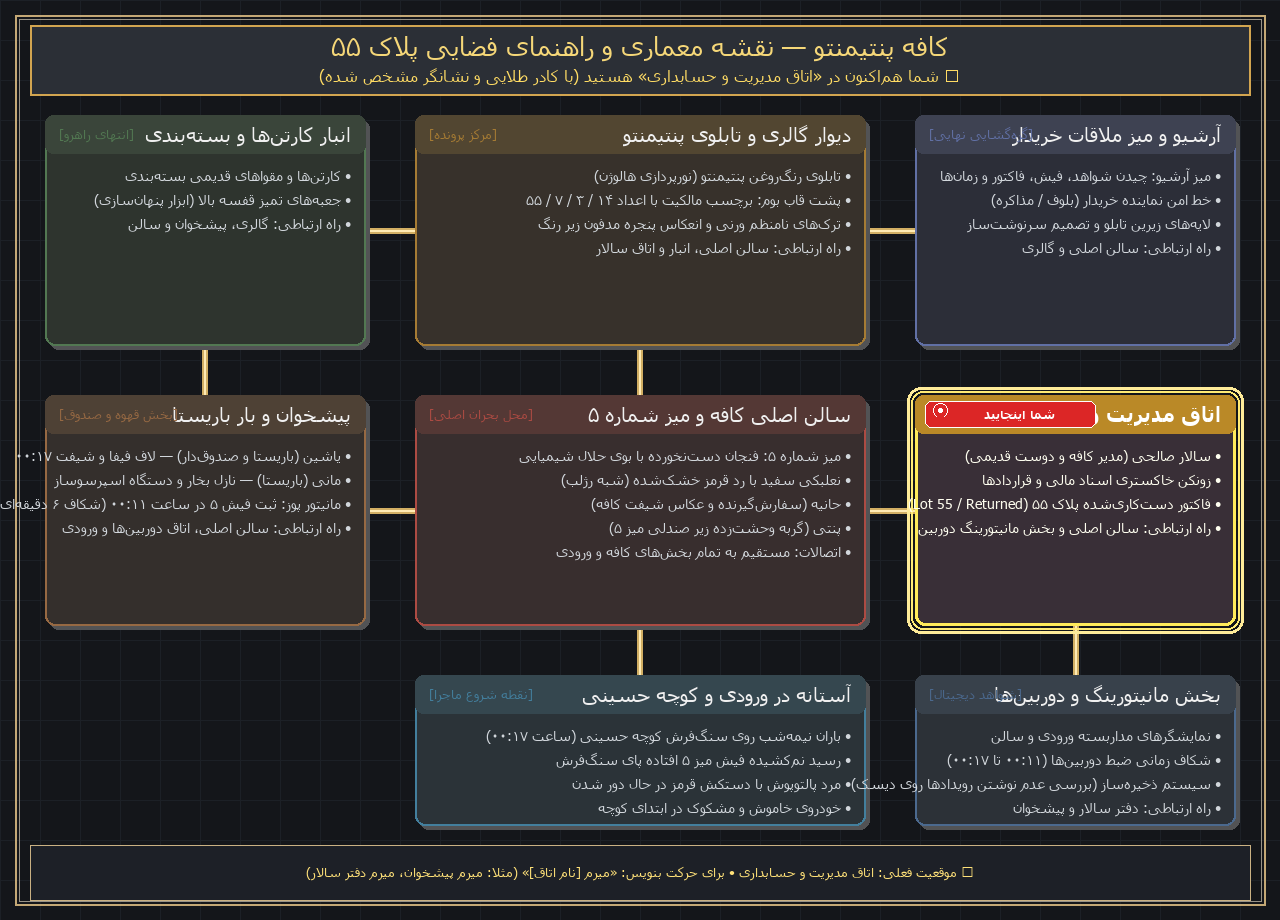 کافه پنتیمنتو — نقشه معماری و راهنمای فضایی پلاک ۵۵
□ شما هم‌اکنون در «اتاق مدیریت و حسابداری» هستید (با کادر طلایی و نشانگر مشخص شده)
آرشیو و میز ملاقات خریدار
• میز آرشیو: چیدن شواهد، فیش، فاکتور و زمان‌ها
• خط امن نماینده خریدار (بلوف / مذاکره)
• لایه‌های زیرین تابلو و تصمیم سرنوشت‌ساز
• راه ارتباطی: سالن اصلی و گالری
دیوار گالری و تابلوی پنتیمنتو [مرکز پرونده]
• تابلوی رنگ‌روغن پنتیمنتو (نورپردازی هالوژن)
• پشت قاب بوم: برچسب مالکیت با اعداد ۱۴ / ۳ / ۷ / ۵۵
• ترک‌های نامنظم ورنی و انعکاس پنجره مدفون زیر رنگ
• راه ارتباطی: سالن اصلی، انبار و اتاق سالار
انبار کارتن‌ها و بسته‌بندی [انتهای راهرو]
• کارتن‌ها و مقواهای قدیمی بسته‌بندی
• جعبه‌های تمیز قفسه بالا (ابزار پنهان‌سازی)
• راه ارتباطی: گالری، پیشخوان و سالن
اتاق مدیریت و
شما اینجایید
• سالار صالحی (مدیر کافه و دوست قدیمی)
• زونکن خاکستری اسناد مالی و قراردادها
• فاکتور دست‌کاری‌شده پلاک ۵۵ (Lot 55 / Returned)
• راه ارتباطی: سالن اصلی و بخش مانیتورینگ دوربین
سالن اصلی کافه و میز شماره ۵ [محل بحران اصلی]
• میز شماره ۵: فنجان دست‌نخورده با بوی حلال شیمیایی
• نعلبکی سفید با رد قرمز خشک‌شده (شبه رژلب)
• حانیه (سفارش‌گیرنده و عکاس شیفت کافه)
• پنتی (گربه وحشت‌زده زیر صندلی میز ۵)
• اتصالات: مستقیم به تمام بخش‌های کافه و ورودی
پیشخوان و بار باریستا [بخش قهوه و صندوق]
• یاشین (باریستا و صندوق‌دار) — لاف فیفا و شیفت ۰۰:۱۷
• مانی (باریستا) — نازل بخار و دستگاه اسپرسوساز
• مانیتور پوز: ثبت فیش ۵ در ساعت ۰۰:۱۱ (شکاف ۶ دقیقه‌ای
• راه ارتباطی: سالن اصلی، اتاق دوربین‌ها و ورودی
بخش مانیتورینگ و دوربین‌ها
• نمایشگرهای مداربسته ورودی و سالن
• شکاف زمانی ضبط دوربین‌ها (۰۰:۱۱ تا ۰۰:۱۷)
• سیستم ذخیره‌ساز (بررسی عدم نوشتن رویدادها روی دیسک)
• راه ارتباطی: دفتر سالار و پیشخوان
آستانه در ورودی و کوچه حسینی [نقطه شروع ماجرا]
• باران نیمه‌شب روی سنگ‌فرش کوچه حسینی (ساعت ۰۰:۱۷)
• رسید نم‌کشیده فیش میز ۵ افتاده پای سنگ‌فرش
• مرد پالتوپوش با دستکش قرمز در حال دور شدن
• خودروی خاموش و مشکوک در ابتدای کوچه
□ موقعیت فعلی: اتاق مدیریت و حسابداری • برای حرکت بنویس: «میرم [نام اتاق]» (مثلا: میرم پیشخوان، میرم دفتر سالار)